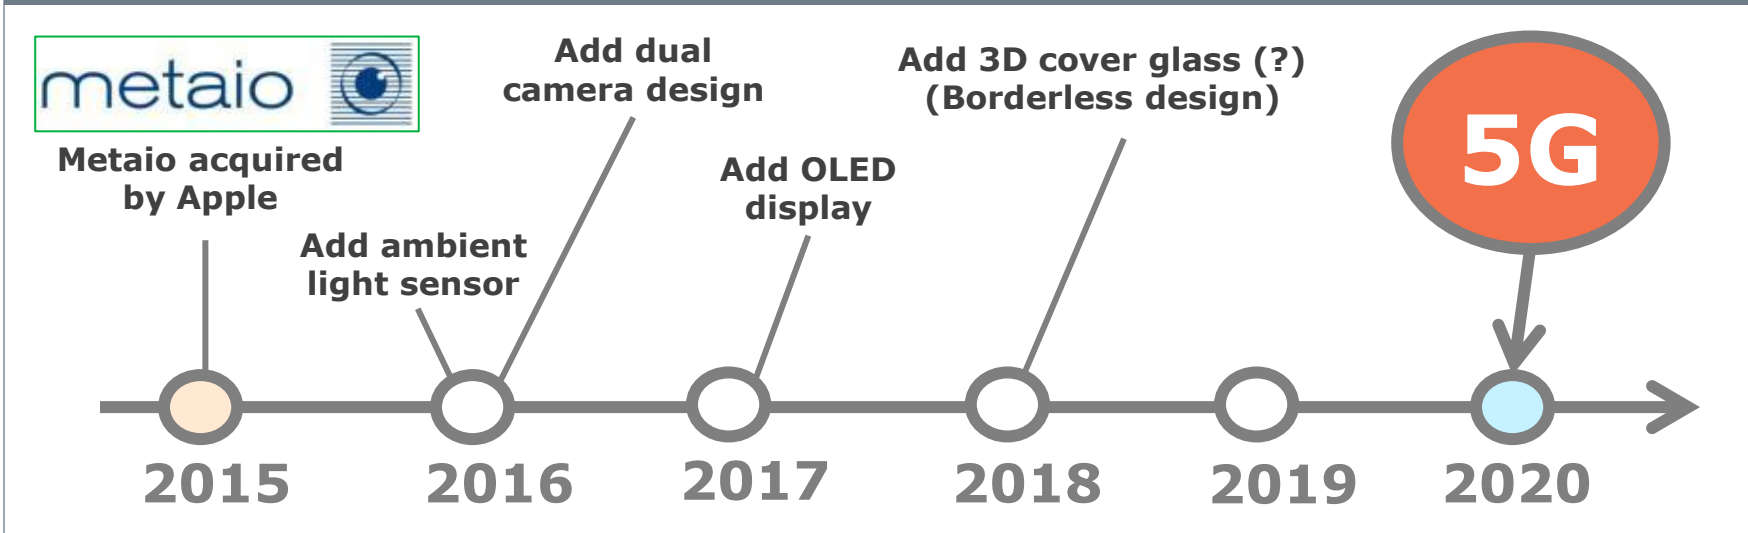 metaio
Metaio acquired
by Apple
Add ambient
light sensor
Add dual
camera design
Add OLED
display
Add 3D cover glass (?)
(Borderless design)
5G
2015
2016
2017
2018
2019
2020